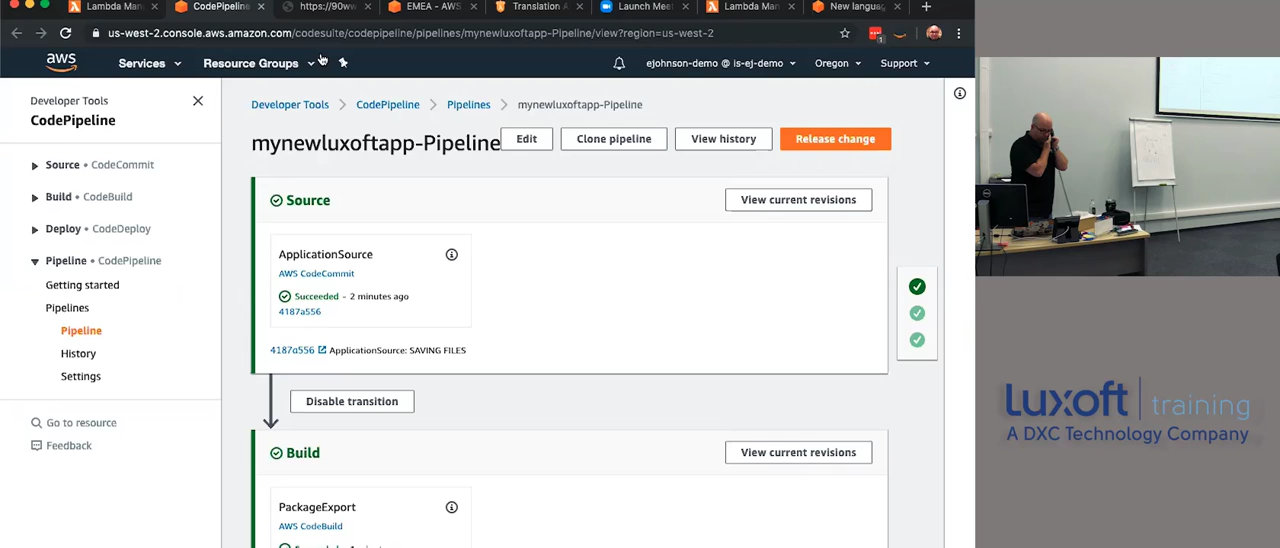 Lambda Man
CodePipeline
https://90ww
EMEA - AWS
Translation A
Launch Meet
Lambda Man
New languag
us-west-2.console.aws.amazon.com/codesuite/codepipeline/pipelines/mynewluxoftapp-Pipeline/view?region=us-west-2
1
aws Services Resource Groups ejohnson-demo @ is-ej-demo Oregon Support
Developer Tools
CodePipeline
Source • CodeCommit
Build • CodeBuild
Deploy • CodeDeploy
Pipeline • CodePipeline
Getting started
Pipelines
Pipeline
History
Settings
Go to resource
Feedback
Developer Tools CodePipeline Pipelines mynewluxoftapp-Pipeline
mynewluxoftapp-Pipeline
Edit Clone pipeline View history Release change
Source View current revisions
ApplicationSource
AWS CodeCommit
Succeeded - 2 minutes ago
4187a556
4187a556 ApplicationSource: SAVING FILES
Disable transition
Build View current revisions
PackageExport
AWS CodeBuild
Luxoft training
A DXC Technology Company